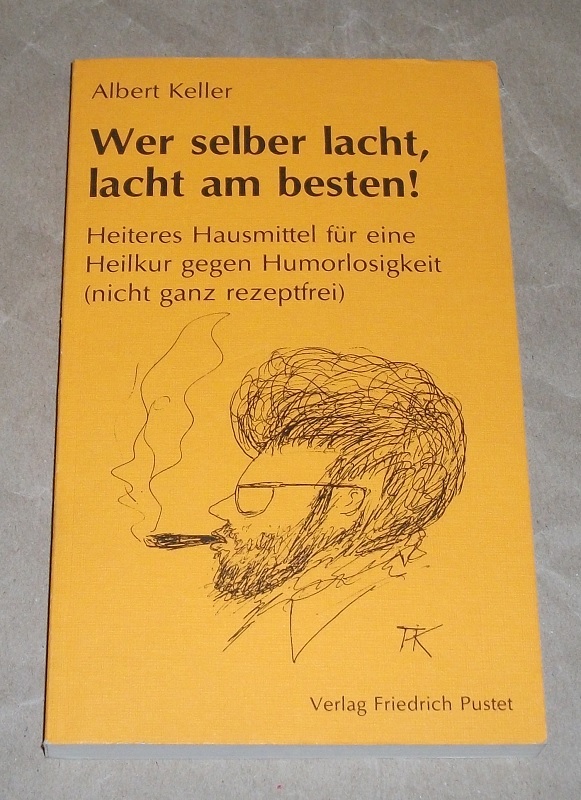 Albert Keller
Wer selber lacht,
lacht am besten!
Heiteres Hausmittel für eine
Heilkur gegen Humorlosigkeit
(nicht ganz rezeptfrei)
Verlag Friedrich Pustet